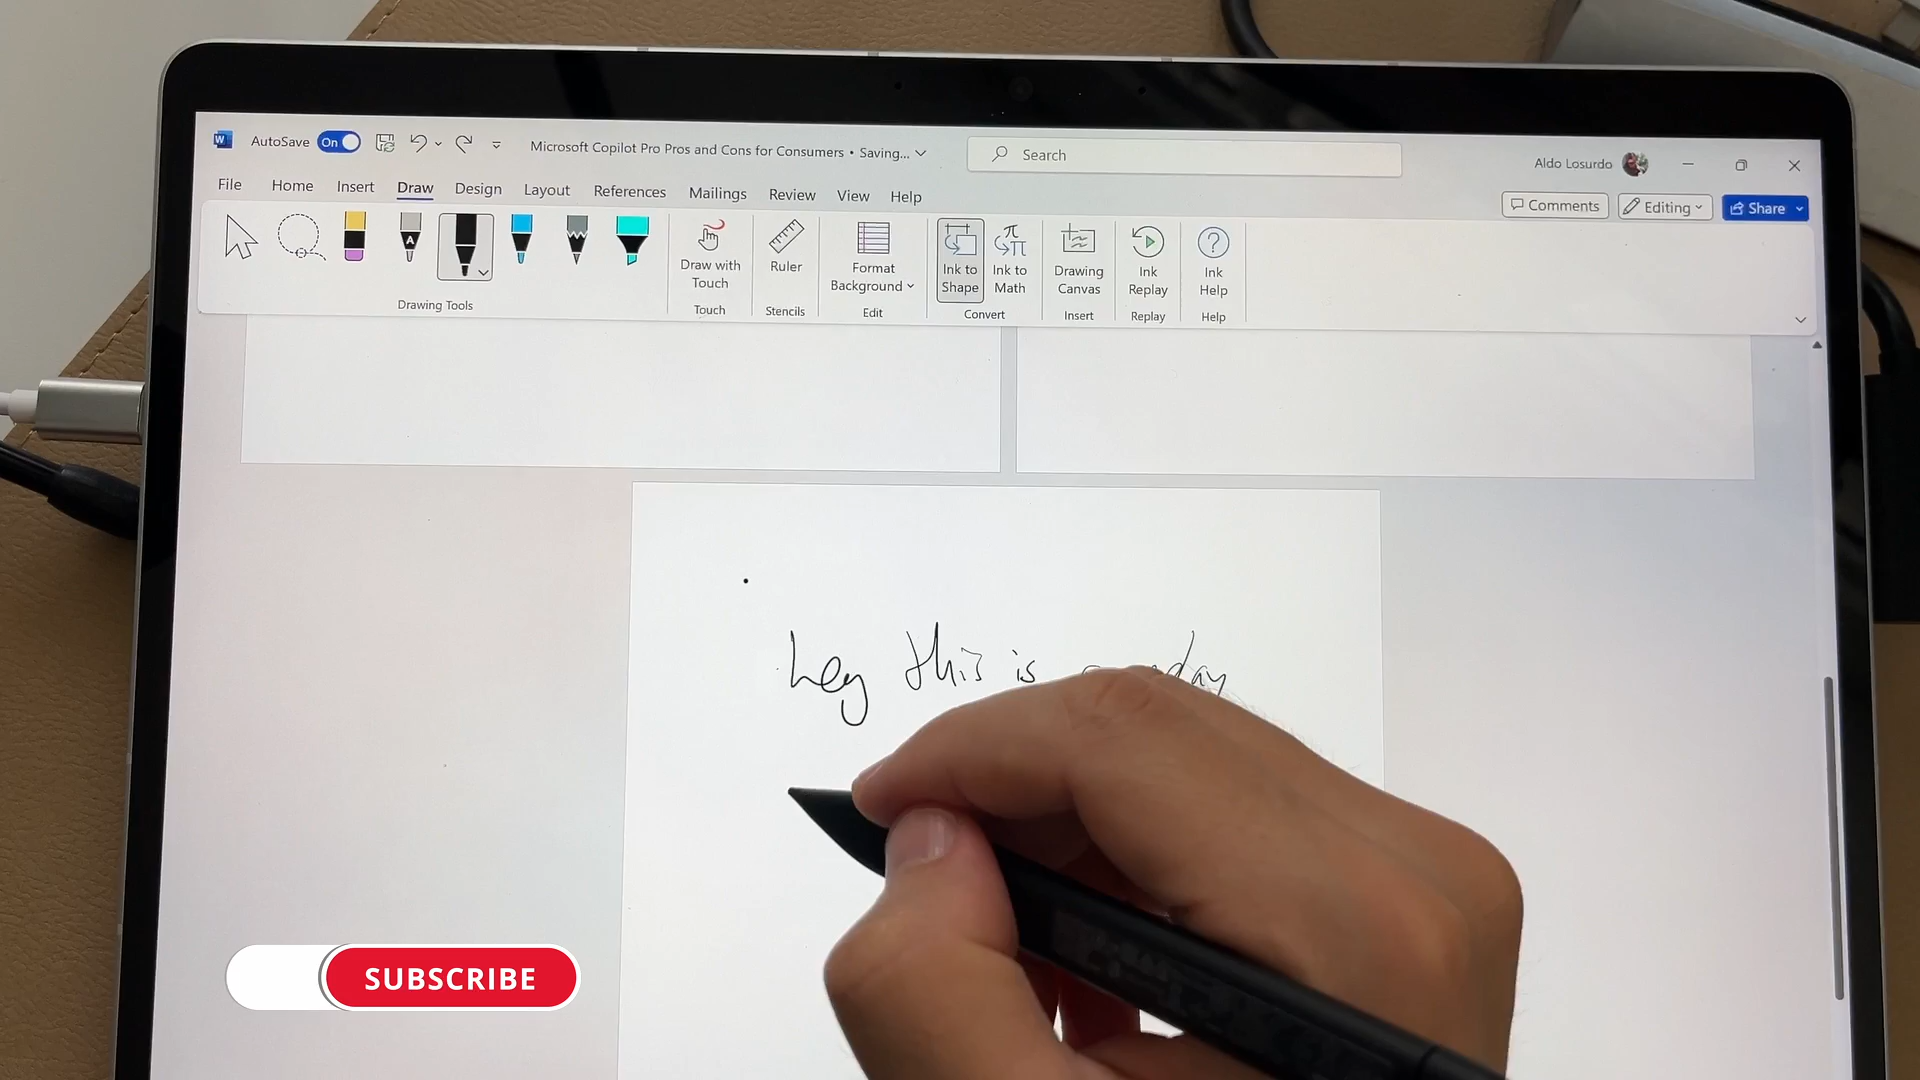 AutoSave On Microsoft Copilot Pro Pros and Cons for Consumers • Saving... Search Aldo Losurdo
File Home Insert Draw Design Layout References Mailings Review View Help Comments Editing Share
Draw with Touch
Ruler
Format Background
Ink to Shape
Ink to Math
Drawing Canvas
Ink Replay
Ink Help
Drawing Tools Touch Stencils Edit Convert Insert Replay Help
hey this is
SUBSCRIBE